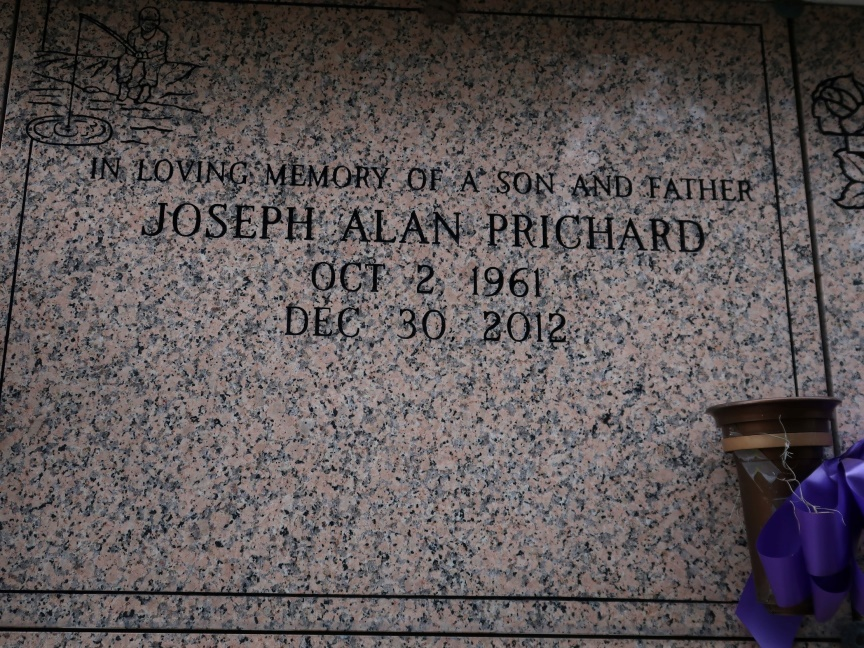 IN LOVING MEMORY OF A SON AND FATHER
JOSEPH ALAN PRICHARD
OCT 2, 1961
DEC 30, 2012